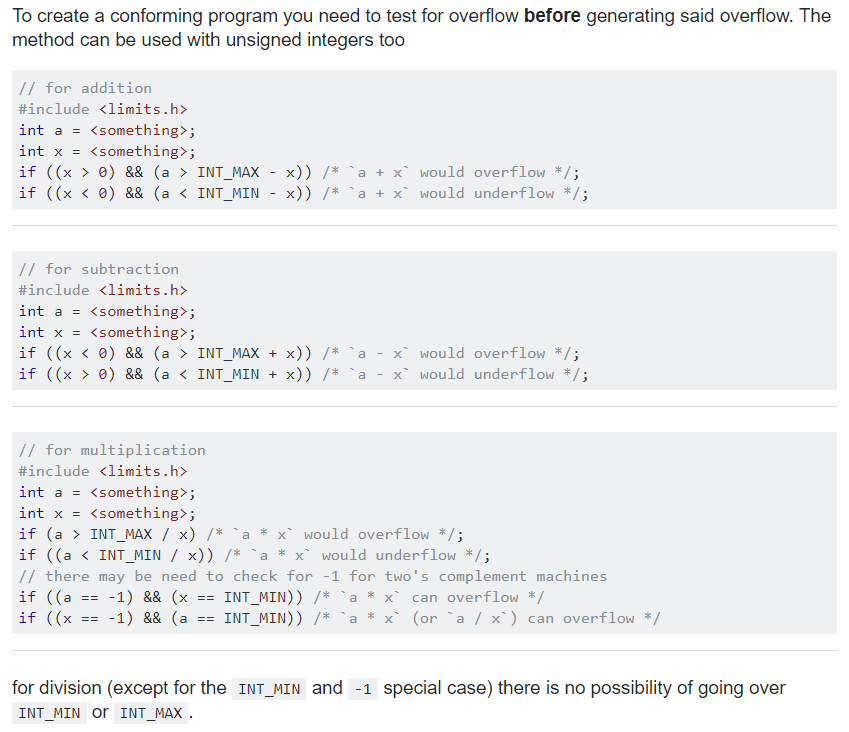 To create a conforming program you need to test for overflow before generating said overflow. The
method can be used with unsigned integers too
// for addition
#include <limits.h>
int a = <something>;
int x = <something>;
if ((x > 0) && (a > INT_MAX - x)) /* `a + x` would overflow */;
if ((x < 0) && (a < INT_MIN - x)) /* `a + x` would underflow */;
// for subtraction
#include <limits.h>
int a = <something>;
int x = <something>;
if ((x < 0) && (a > INT_MAX + x)) /* `a - x` would overflow */;
if ((x > 0) && (a < INT_MIN + x)) /* `a - x` would underflow */;
// for multiplication
#include <limits.h>
int a = <something>;
int x = <something>;
if (a > INT_MAX / x) /* `a * x` would overflow */;
if ((a < INT_MIN / x)) /* `a * x` would underflow */;
// there may be need to check for -1 for two's complement machines
if ((a == -1) && (x == INT_MIN)) /* `a * x` can overflow */
if ((x == -1) && (a == INT_MIN)) /* `a * x` (or `a / x`) can overflow */
for division (except for the INT_MIN and -1 special case) there is no possibility of going over
INT_MIN or INT_MAX.